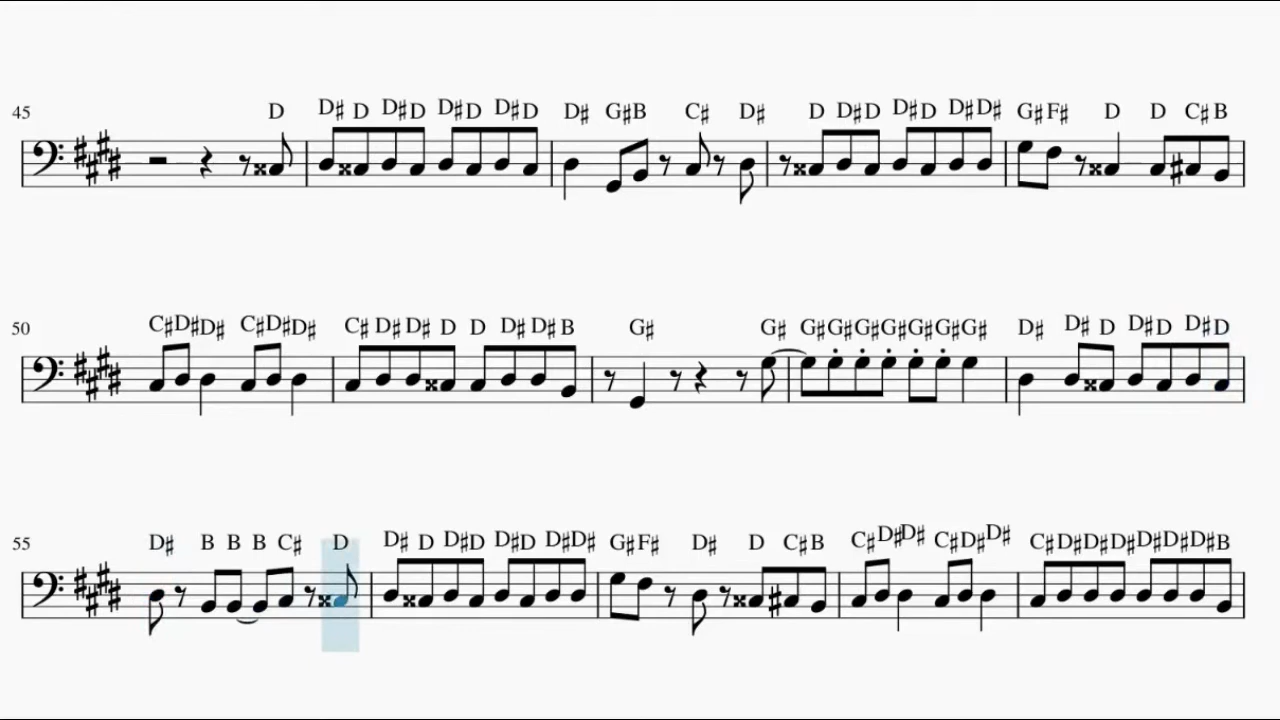 D D♯ D D♯ D D♯ D D♯ D D♯ G♯ B C♯ D♯ D D♯ D D♯ D D♯ D♯ G♯ F♯ D D C♯ B
45
C♯ D♯ D♯ C♯ D♯ D♯ C♯ D♯ D♯ D D D♯ D♯ B G♯ G♯ G♯ G♯ G♯ G♯ G♯ G♯ G♯ D♯ D♯ D D♯ D D♯ D
50
D♯ B B B C♯ D D♯ D D♯ D D♯ D D♯ D♯ G♯ F♯ D♯ D C♯ B C♯ D♯ D♯ C♯ D♯ D♯ C♯ D♯ D♯ D♯ D♯ D♯ D♯ B
55